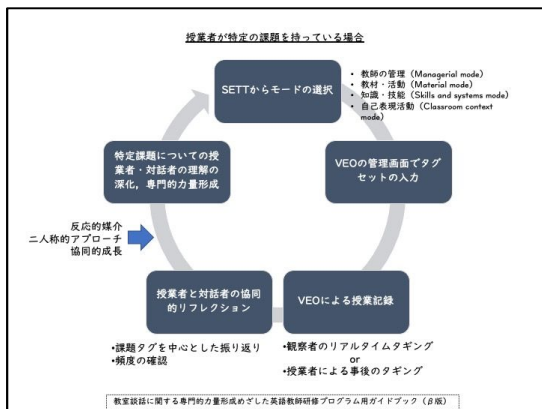 授業者が特定の課題を持っている場合
SETTからモードの選択
• 教師の管理（Managerial mode）
• 教材・活動（Material mode）
• 知識・技能（Skills and systems mode）
• 自己表現活動（Classroom context
mode）
VEOの管理画面でタグ
セットの入力
VEOによる授業記録
•観察者のリアルタイムタギング
or
•授業者による事後のタギング
授業者と対話者の協同
的リフレクション
•課題タグを中心とした振り返り
•頻度の確認
反応的媒介
二人称的アプローチ
協同的成長
特定課題についての授
業者・対話者の理解の
深化，専門的力量形成
教室談話に関する専門的力量形成めざした英語教師研修プログラム用ガイドブック（β版）